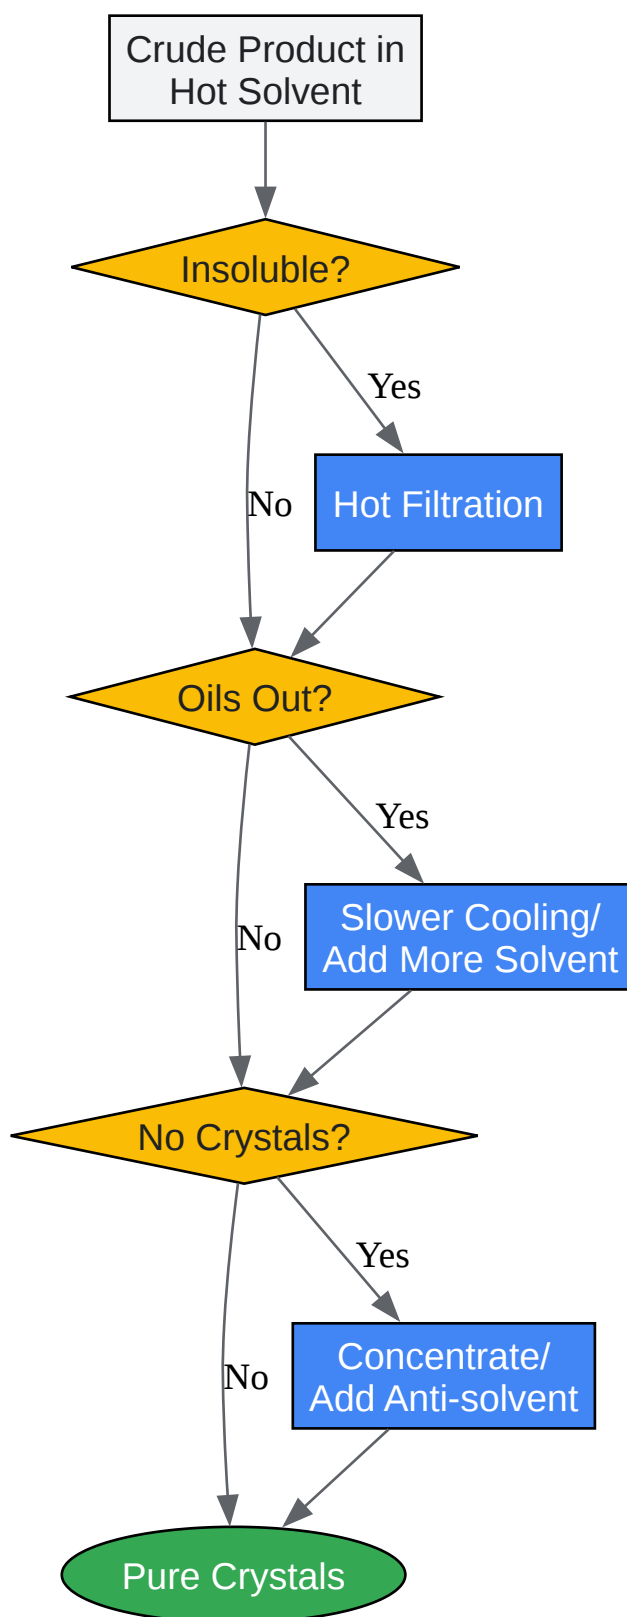 Crude Product in
Hot Solvent
Insoluble?
Yes
No
Hot Filtration
Oils Out?
Yes
No
Slower Cooling/
Add More Solvent
No Crystals?
Yes
No
Concentrate/
Add Anti-solvent
Pure Crystals